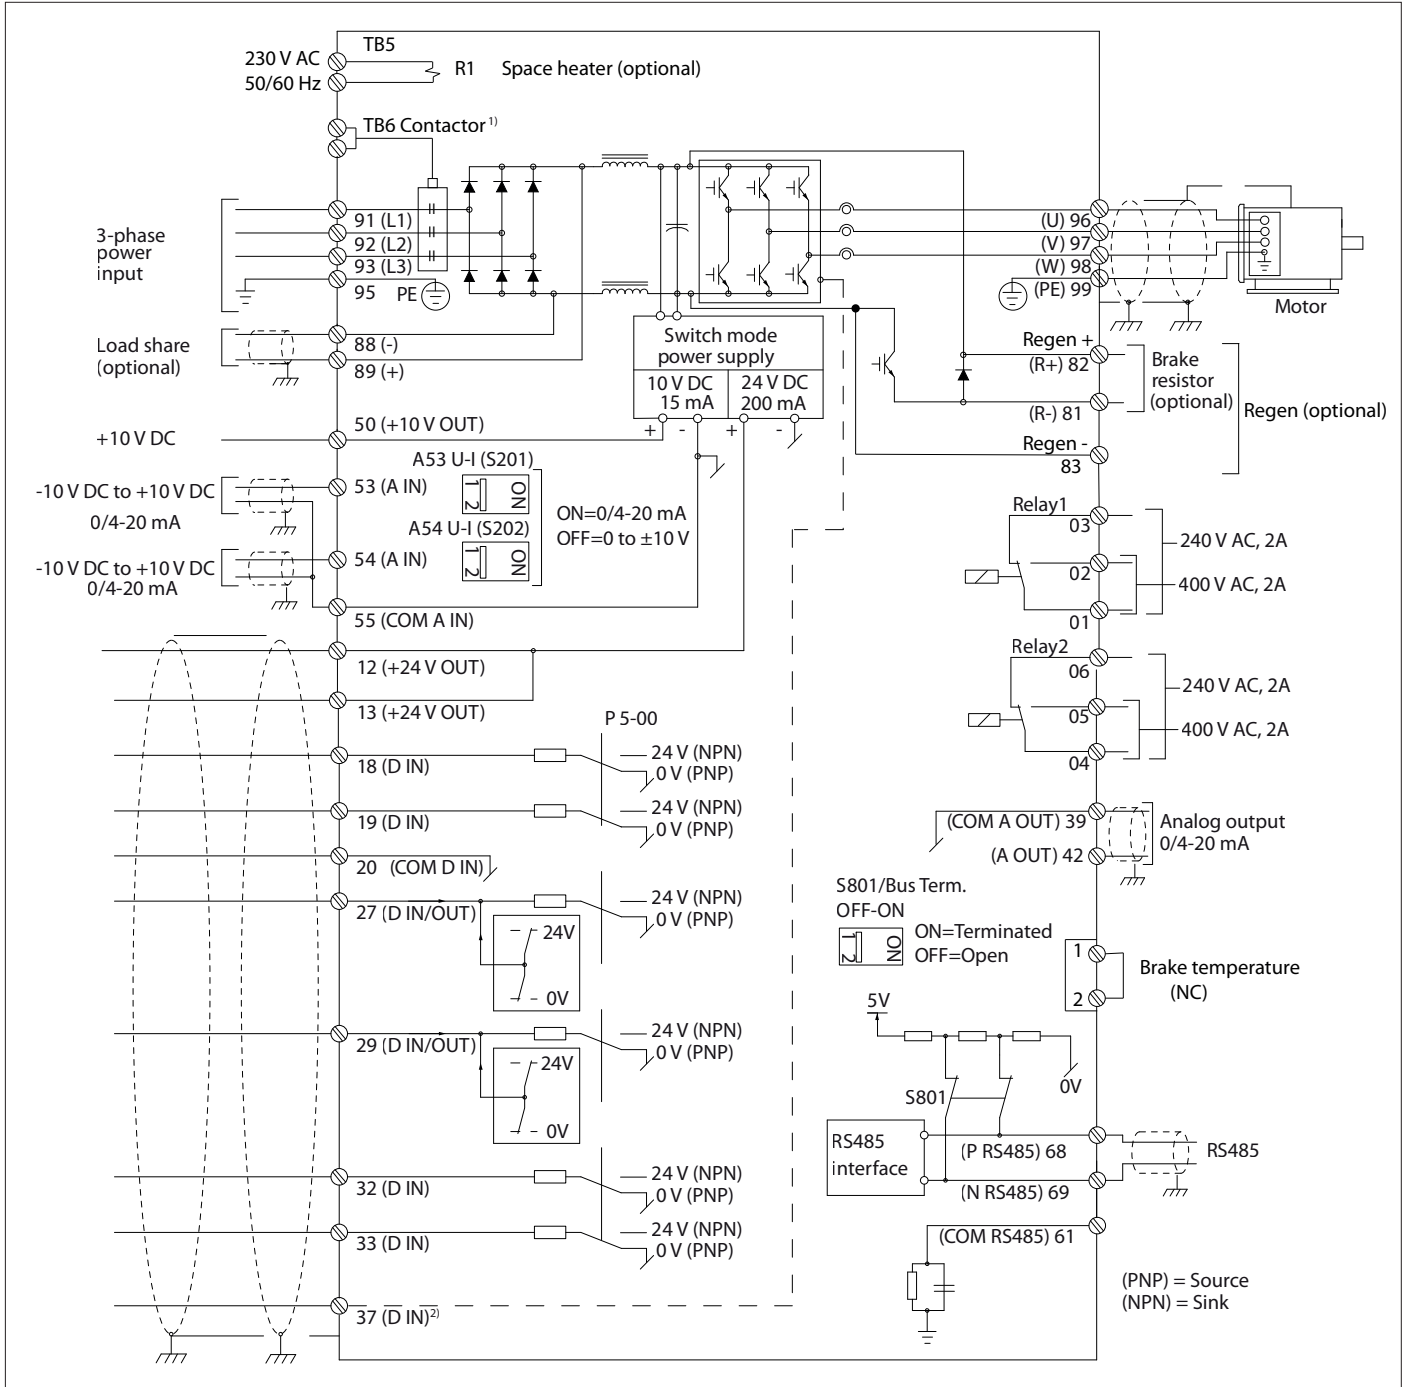 TB5
230 V AC
50/60 Hz
R1
Space heater (optional)
TB6 Contactor 1)
3-phase
power
input
91 (L1)
92 (L2)
93 (L3)
95
PE
Load share
(optional)
88 (-)
89 (+)
+10 V DC
50 (+10 V OUT)
Switch mode
power supply
10 V DC
15 mA
24 V DC
200 mA
+
-
+
-
(U) 96
(V) 97
(W) 98
(PE) 99
Motor
Regen +
(R+) 82
Brake
resistor
(optional)
(R-) 81
Regen (optional)
Regen -
83
A53 U-I (S201)
-10 V DC to +10 V DC
0/4-20 mA
53 (A IN)
1 2
ON
A54 U-I (S202)
ON=0/4-20 mA
OFF=0 to ±10 V
-10 V DC to +10 V DC
0/4-20 mA
54 (A IN)
1 2
ON
55 (COM A IN)
Relay1
03
240 V AC, 2A
02
400 V AC, 2A
01
Relay2
06
240 V AC, 2A
05
400 V AC, 2A
04
12 (+24 V OUT)
13 (+24 V OUT)
P 5-00
18 (D IN)
24 V (NPN)
0 V (PNP)
19 (D IN)
24 V (NPN)
0 V (PNP)
20 (COM D IN)
27 (D IN/OUT)
24 V (NPN)
0 V (PNP)
24V
0V
29 (D IN/OUT)
24 V (NPN)
0 V (PNP)
24V
0V
32 (D IN)
24 V (NPN)
0 V (PNP)
33 (D IN)
24 V (NPN)
0 V (PNP)
37 (D IN) 2)
(COM A OUT) 39
(A OUT) 42
Analog output
0/4-20 mA
S801/Bus Term.
OFF-ON
1 2
ON
ON=Terminated
OFF=Open
1
2
Brake temperature
(NC)
5V
0V
S801
RS485
interface
(P RS485) 68
(N RS485) 69
RS485
(COM RS485) 61
(PNP) = Source
(NPN) = Sink